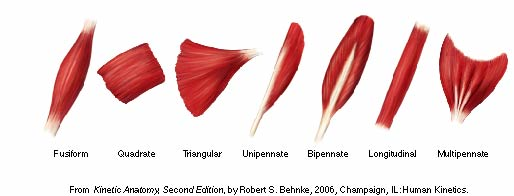 Fusiform Quadrate Triangular Unipennate Bipennate Longitudinal Multipennate
From Kinetic Anatomy, Second Edition, by Robert S. Behnke, 2006, Champaign, IL: Human Kinetics.